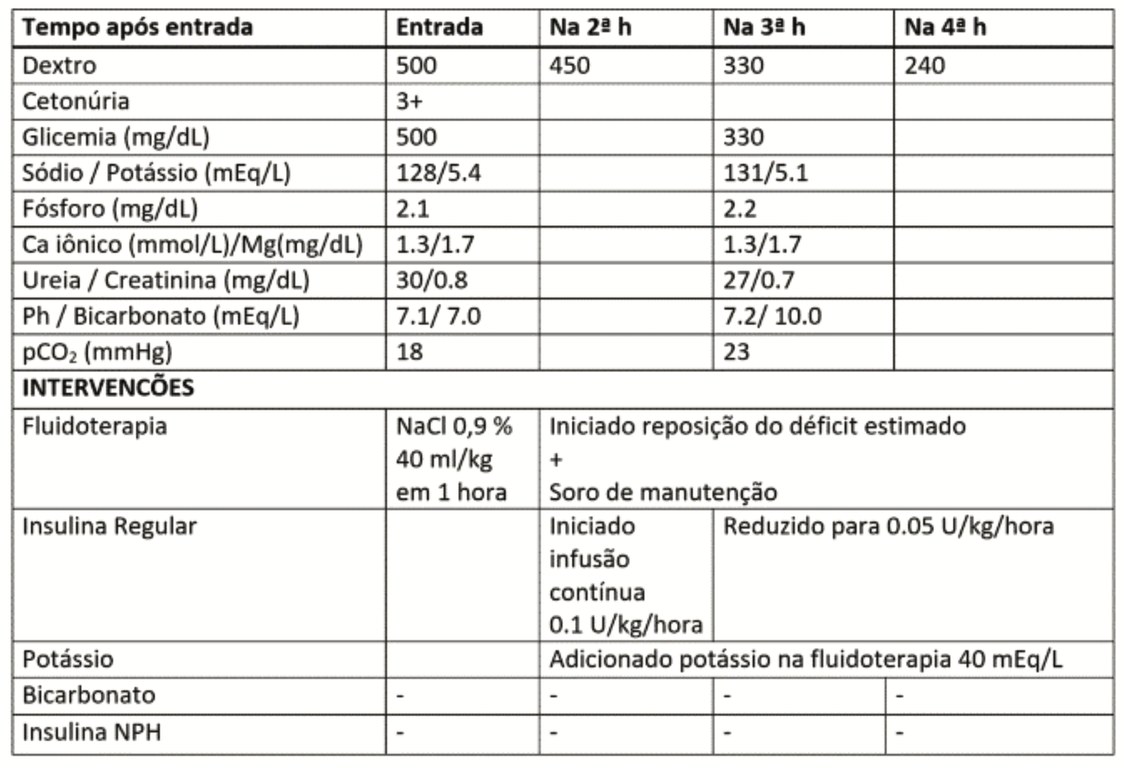 Tempo após entrada Entrada Na 2ª h Na 3ª h Na 4ª h
Dextro 500 450 330 240
Cetonúria 3+
Glicemia (mg/dL) 500 330
Sódio / Potássio (mEq/L) 128/5.4 131/5.1
Fósforo (mg/dL) 2.1 2.2
Ca iônico (mmol/L)/Mg(mg/dL) 1.3/1.7 1.3/1.7
Ureia / Creatinina (mg/dL) 30/0.8 27/0.7
Ph / Bicarbonato (mEq/L) 7.1/ 7.0 7.2/ 10.0
pCO₂ (mmHg) 18 23
INTERVENCÕES
Fluidoterapia NaCl 0,9 % Iniciado reposição do déficit estimado
40 ml/kg +
em 1 hora Soro de manutenção
Insulina Regular Iniciado Reduzido para 0.05 U/kg/hora
infusão
contínua
0.1 U/kg/hora
Potássio Adicionado potássio na fluidoterapia 40 mEq/L
Bicarbonato - - - -
Insulina NPH - - - -